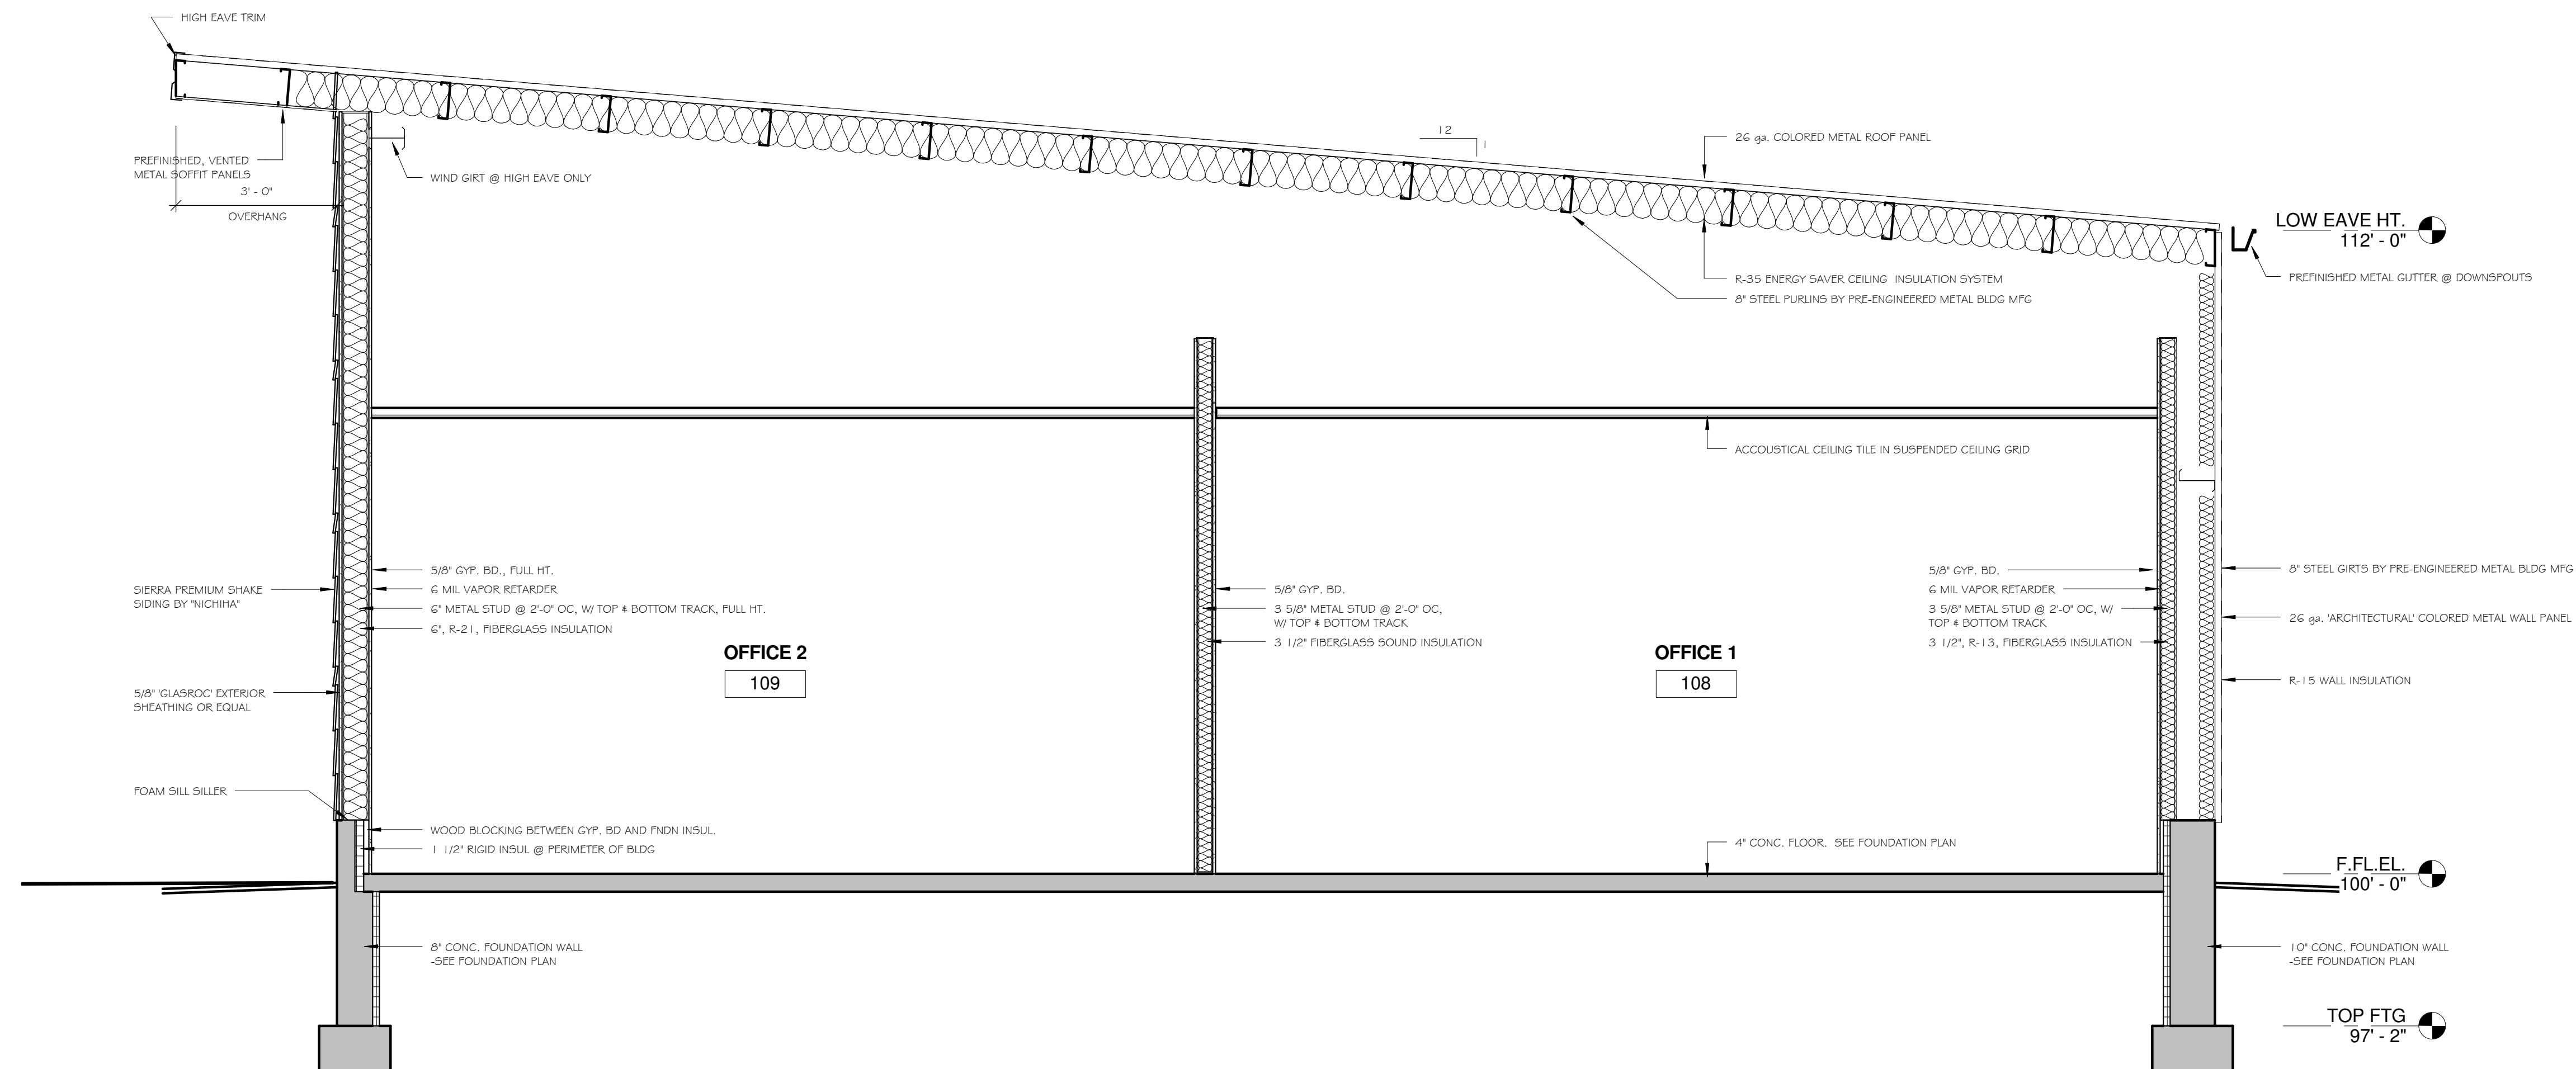 HIGH EAVE TRIM
PREFINISHED, VENTED
METAL SOFFIT PANELS
3' - 0"
OVERHANG
WIND GIRT @ HIGH EAVE ONLY
12
1
26 ga. COLORED METAL ROOF PANEL
LOW EAVE HT.
112' - 0"
PREFINISHED METAL GUTTER @ DOWNSPOUTS
R-35 ENERGY SAVER CEILING INSULATION SYSTEM
8" STEEL PURLINS BY PRE-ENGINEERED METAL BLDG MFG
ACCOUSTICAL CEILING TILE IN SUSPENDED CEILING GRID
SIERRA PREMIUM SHAKE
SIDING BY "NICHIHA"
5/8" 'GLASROC' EXTERIOR
SHEATHING OR EQUAL
FOAM SILL SILLER
5/8" GYP. BD., FULL HT.
6 MIL VAPOR RETARDER
6" METAL STUD @ 2'-0" OC, W/ TOP & BOTTOM TRACK, FULL HT.
6", R-21, FIBERGLASS INSULATION
OFFICE 2
109
5/8" GYP. BD.
3 5/8" METAL STUD @ 2'-0" OC,
W/ TOP & BOTTOM TRACK
3 1/2" FIBERGLASS SOUND INSULATION
OFFICE 1
108
5/8" GYP. BD.
6 MIL VAPOR RETARDER
3 5/8" METAL STUD @ 2'-0" OC, W/
TOP & BOTTOM TRACK
3 1/2", R-13, FIBERGLASS INSULATION
8" STEEL GIRTS BY PRE-ENGINEERED METAL BLDG MFG
26 ga. 'ARCHITECTURAL' COLORED METAL WALL PANEL
R-15 WALL INSULATION
WOOD BLOCKING BETWEEN GYP. BD AND FNDN INSUL.
1 1/2" RIGID INSUL @ PERIMETER OF BLDG
4" CONC. FLOOR. SEE FOUNDATION PLAN
F.FL.EL.
100' - 0"
8" CONC. FOUNDATION WALL
-SEE FOUNDATION PLAN
10" CONC. FOUNDATION WALL
-SEE FOUNDATION PLAN
TOP FTG
97' - 2"